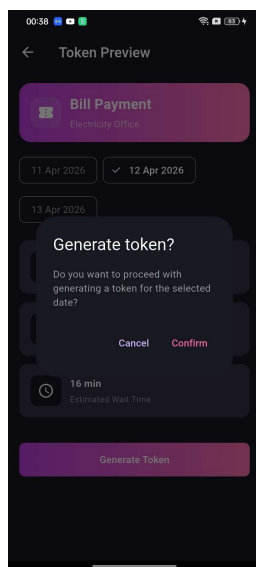 00:38
83
Token Preview
Bill Payment
Electricity Office
11 Apr 2026
12 Apr 2026
13 Apr 2026
Generate token?
Do you want to proceed with
generating a token for the selected
date?
Cancel
Confirm
16 min
Estimated Wait Time
Generate Token